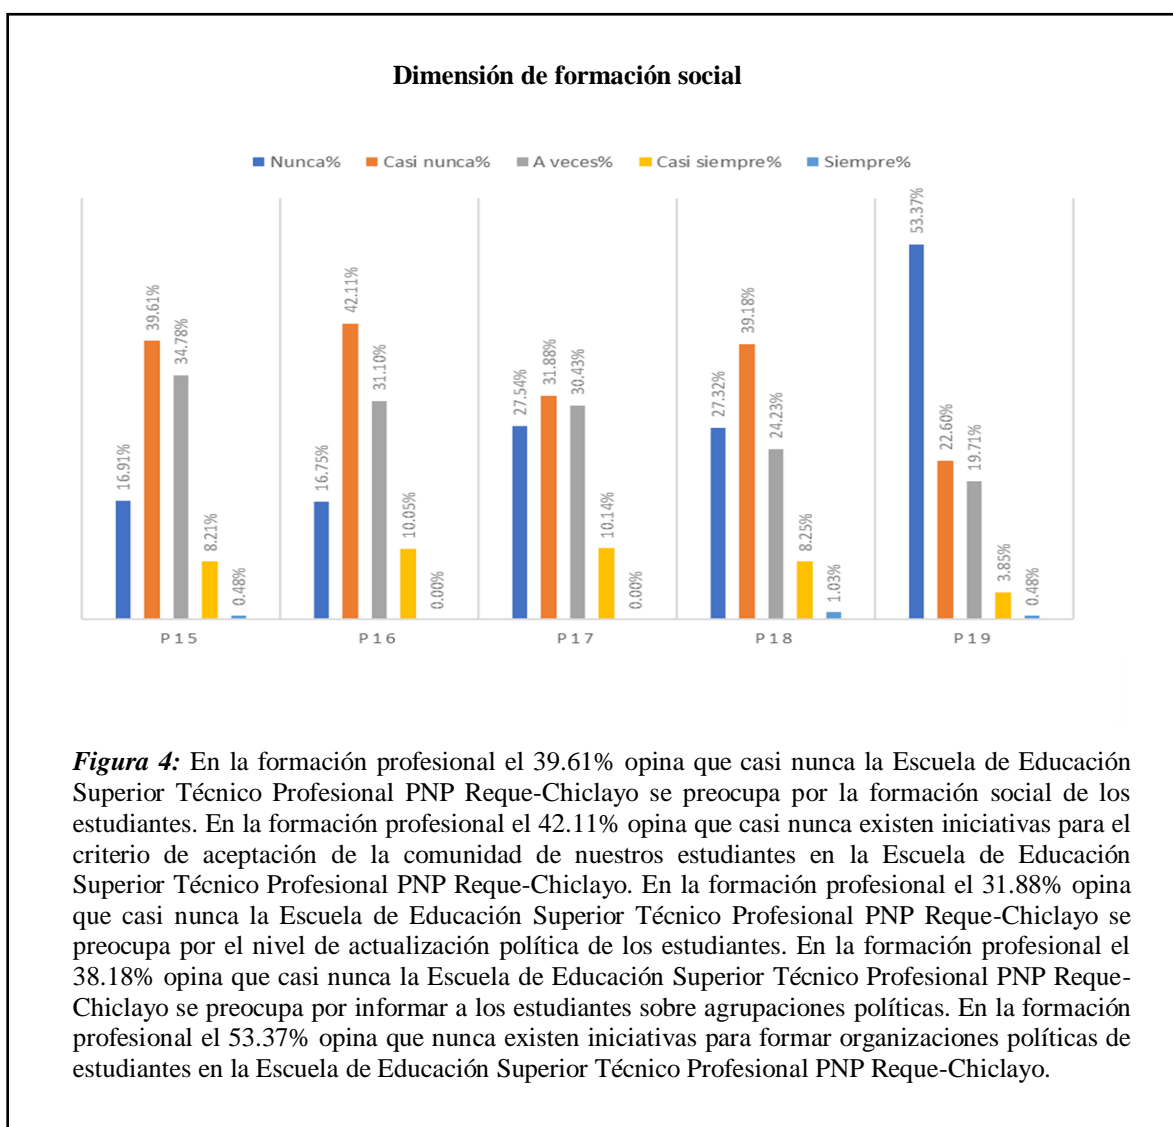 Dimensión de formación social
Nunca% Casi nunca% A veces% Casi siempre% Siempre%
16.91% 39.61% 34.78% 8.21% 0.48%
16.75% 42.11% 31.10% 10.05% 0.00%
27.54% 31.88% 30.43% 10.14% 0.00%
27.32% 39.18% 24.23% 8.25% 1.03%
53.37% 22.60% 19.71% 3.85% 0.48%
P15 P16 P17 P18 P19
Figura 4: En la formación profesional el 39.61% opina que casi nunca la Escuela de Educación
Superior Técnico Profesional PNP Reque-Chiclayo se preocupa por la formación social de los
estudiantes. En la formación profesional el 42.11% opina que casi nunca existen iniciativas para el
criterio de aceptación de la comunidad de nuestros estudiantes en la Escuela de Educación
Superior Técnico Profesional PNP Reque-Chiclayo. En la formación profesional el 31.88% opina
que casi nunca la Escuela de Educación Superior Técnico Profesional PNP Reque-Chiclayo se
preocupa por el nivel de actualización política de los estudiantes. En la formación profesional el
38.18% opina que casi nunca la Escuela de Educación Superior Técnico Profesional PNP Reque-
Chiclayo se preocupa por informar a los estudiantes sobre agrupaciones políticas. En la formación
profesional el 53.37% opina que nunca existen iniciativas para formar organizaciones políticas de
estudiantes en la Escuela de Educación Superior Técnico Profesional PNP Reque-Chiclayo.